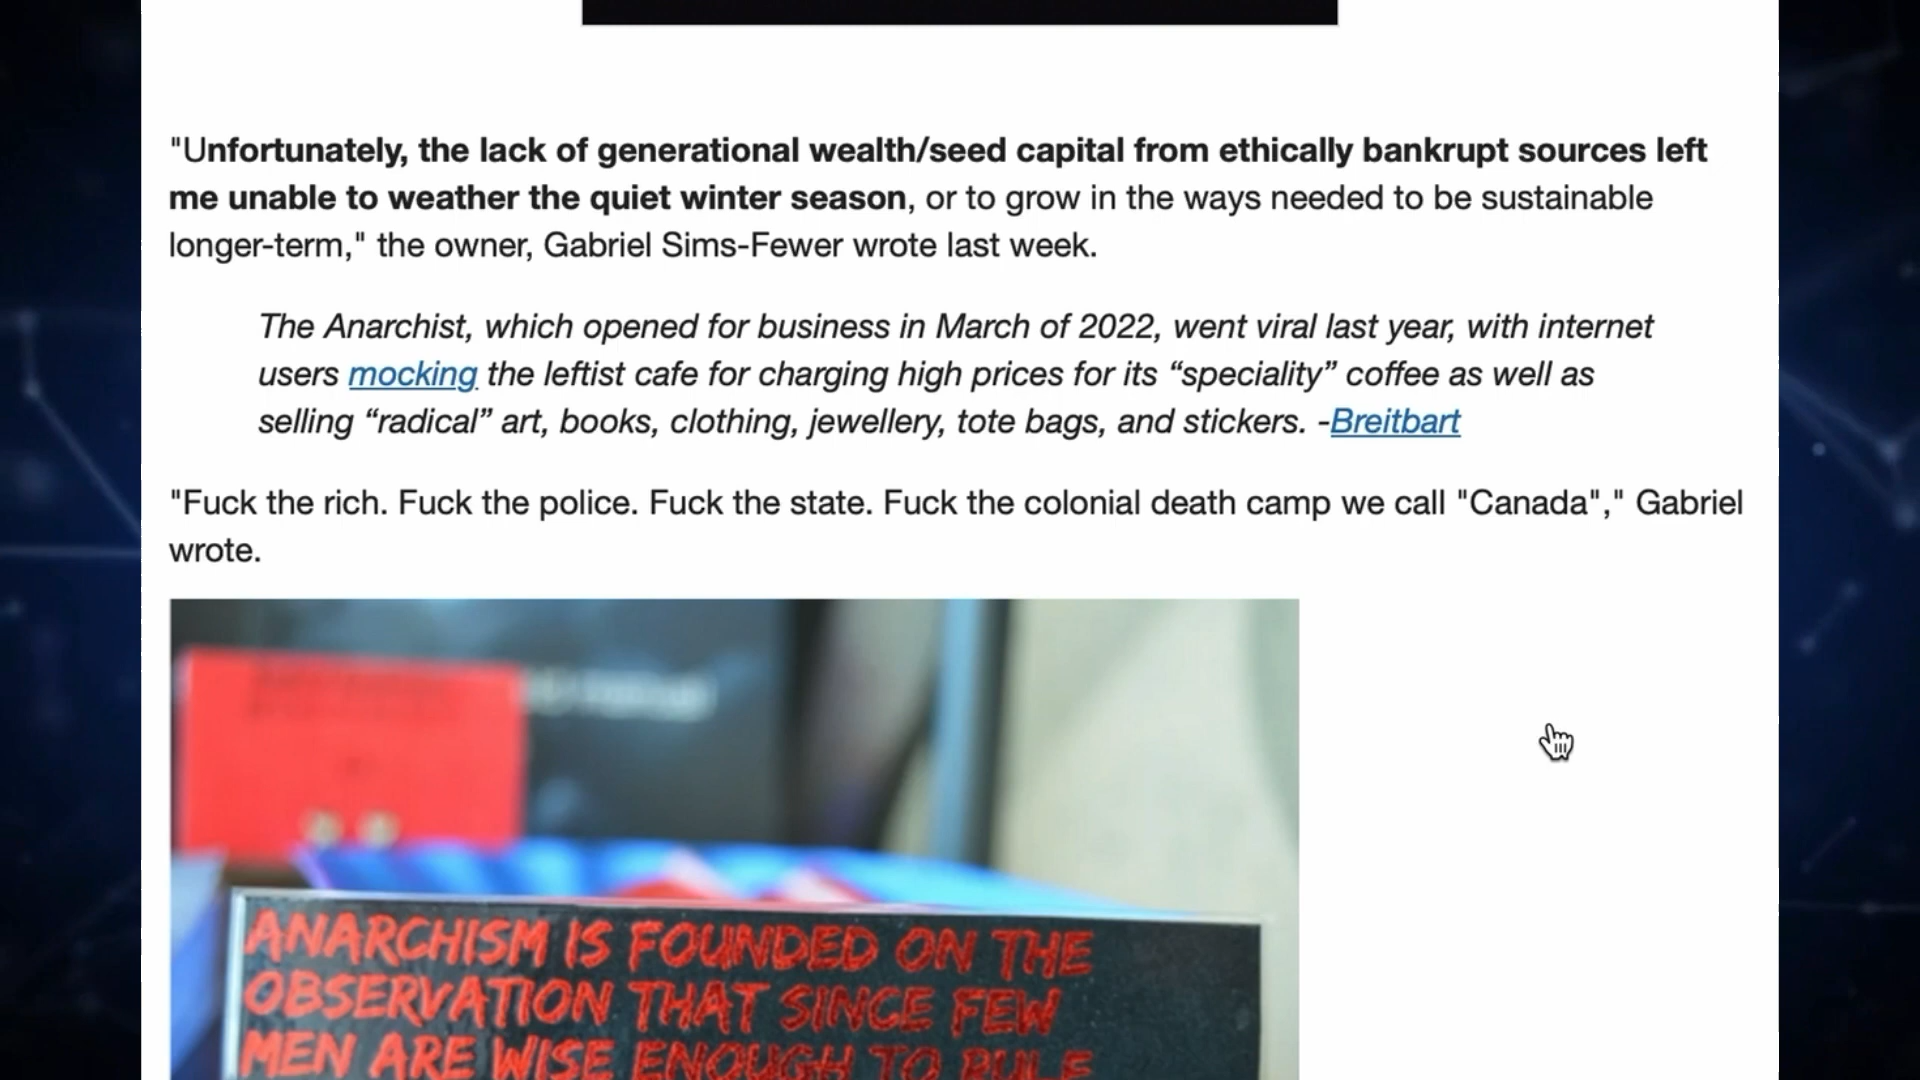 "Unfortunately, the lack of generational wealth/seed capital from ethically bankrupt sources left
me unable to weather the quiet winter season, or to grow in the ways needed to be sustainable
longer-term," the owner, Gabriel Sims-Fewer wrote last week.
The Anarchist, which opened for business in March of 2022, went viral last year, with internet
users mocking the leftist cafe for charging high prices for its “speciality” coffee as well as
selling “radical” art, books, clothing, jewellery, tote bags, and stickers. -Breitbart
"Fuck the rich. Fuck the police. Fuck the state. Fuck the colonial death camp we call "Canada"," Gabriel
wrote.
ANARCHISM IS FOUNDED ON THE
OBSERVATION THAT SINCE FEW
MEN ARE WISE ENOUGH TO RULE